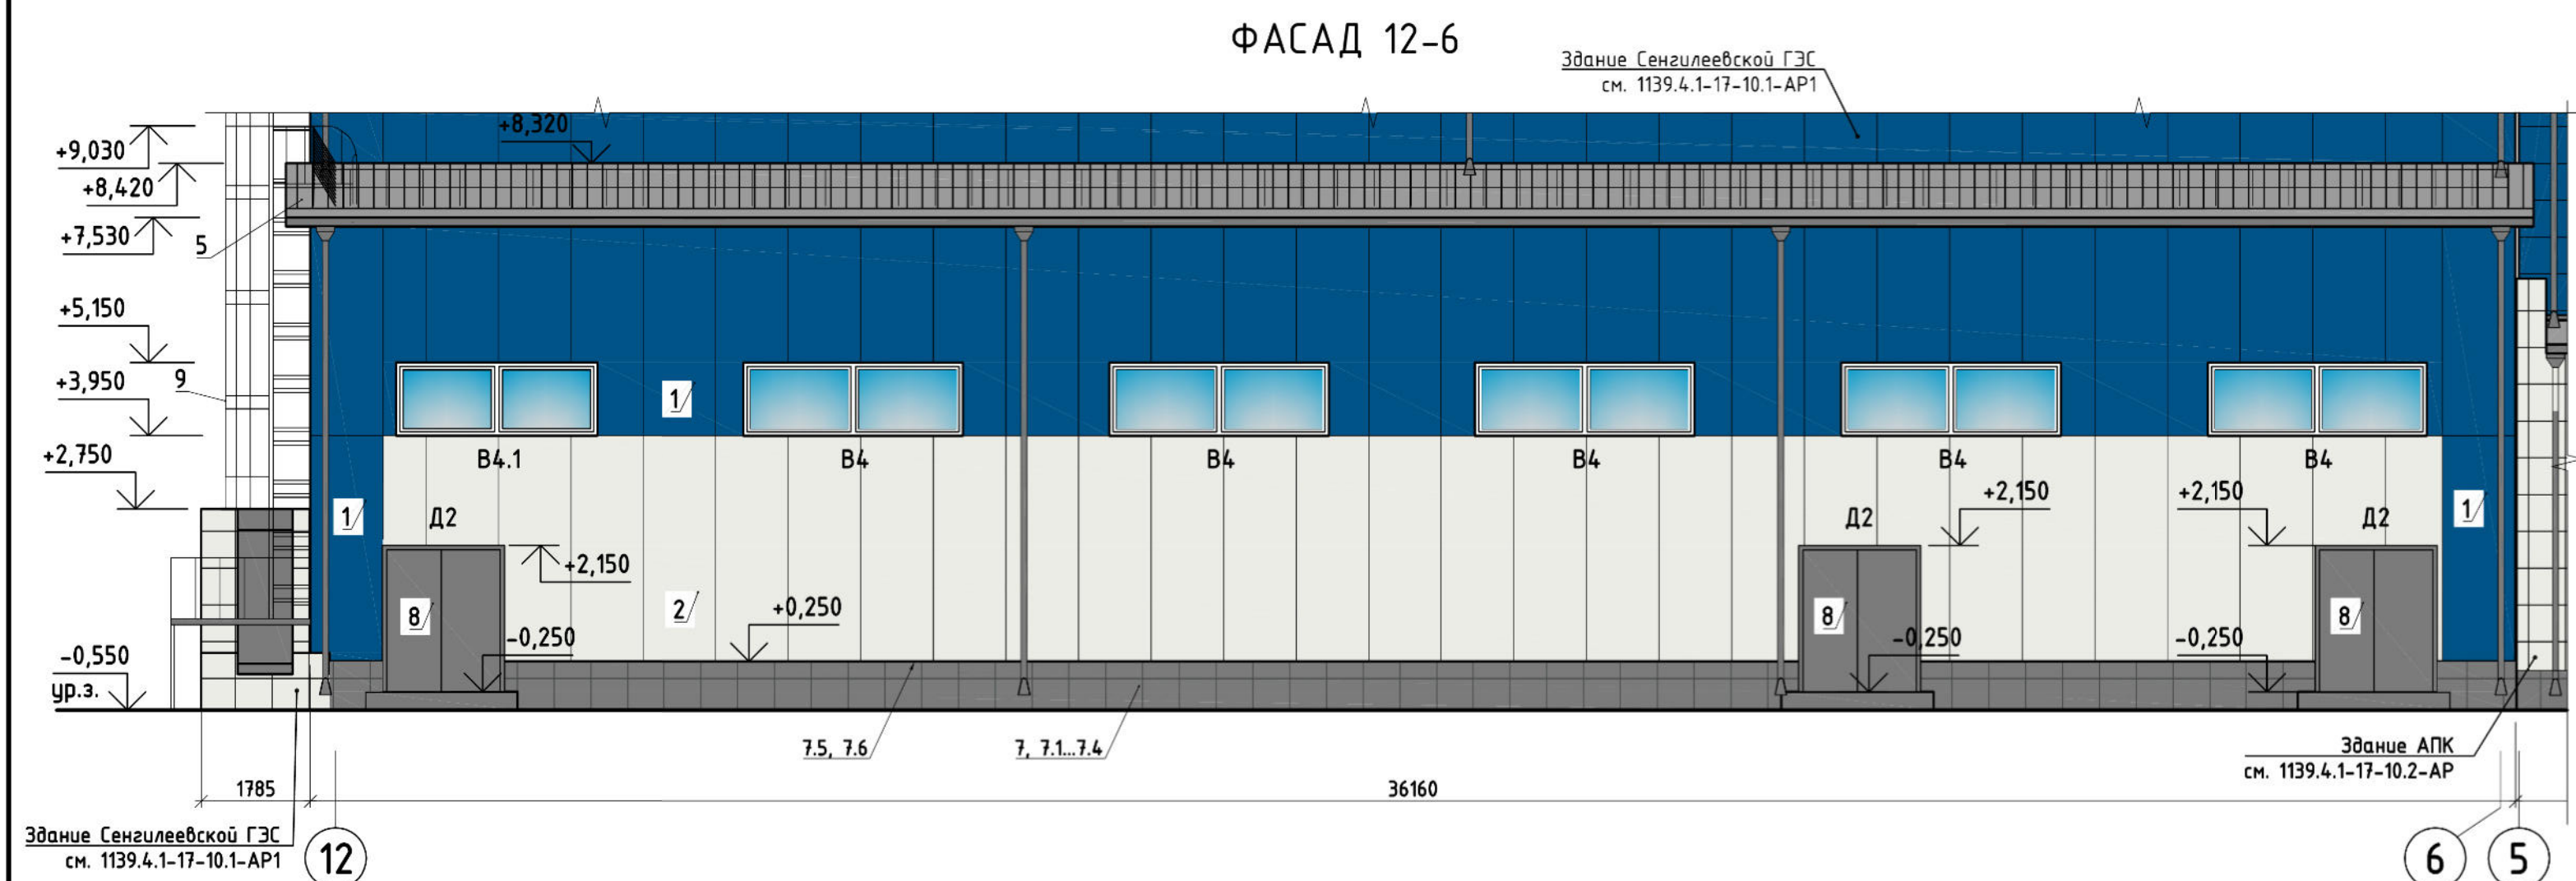 ФАСАД 12-6
Здание Сенгилеевской ГЭС
см. 1139.4.1-17-10.1-АР1
+9,030
+8,320
+8,420
+7,530
5
+5,150
+3,950
9
1
+2,750
В4.1
В4
В4
В4
В4
В4
1
Д2
Д2
+2,150
+2,150
Д2
1
+2,150
8
2
+0,250
-0,250
8
-0,250
-0,250
8
-0,550
ур.з.
7.5, 7.6
7, 7.1...7.4
Здание АПК
см. 1139.4.1-17-10.2-АР
1785
36160
Здание Сенгилеевской ГЭС
см. 1139.4.1-17-10.1-АР1
12
6
5